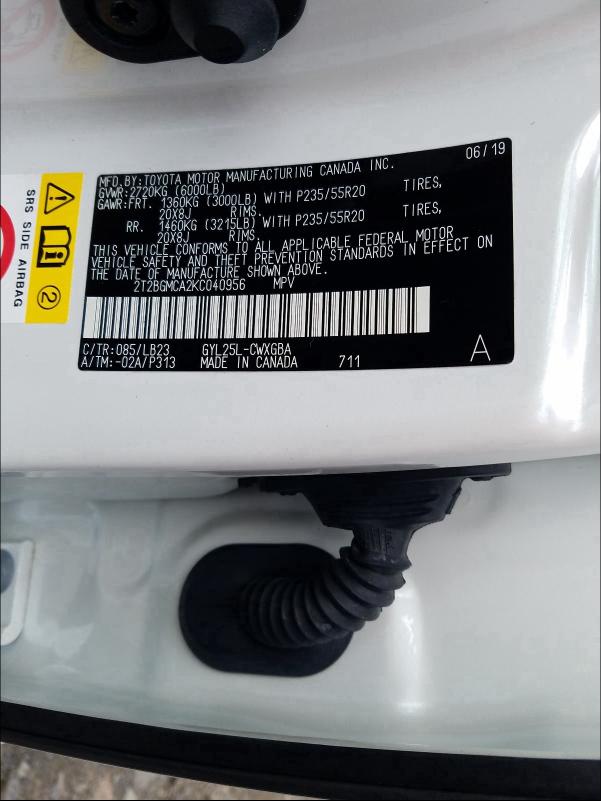 MFD.BY:TOYOTA MOTOR MANUFACTURING CANADA INC. 06/19
GVWR:2720KG (6000LB)
GAWR:FRT. 1360KG (3000LB) WITH P235/55R20 TIRES,
20X8J RIMS.
RR. 1460KG (3215LB) WITH P235/55R20 TIRES,
20X8J RIMS.
THIS VEHICLE CONFORMS TO ALL APPLICABLE FEDERAL MOTOR
VEHICLE SAFETY AND THEFT PREVENTION STANDARDS IN EFFECT ON
THE DATE OF MANUFACTURE SHOWN ABOVE.
2T2BGMCA2KC040956 MPV
C/TR:085/LB23 GYL25L-CWXGBA
A/TM:-02A/P313 MADE IN CANADA 711 A
SRS SIDE AIRBAG
2